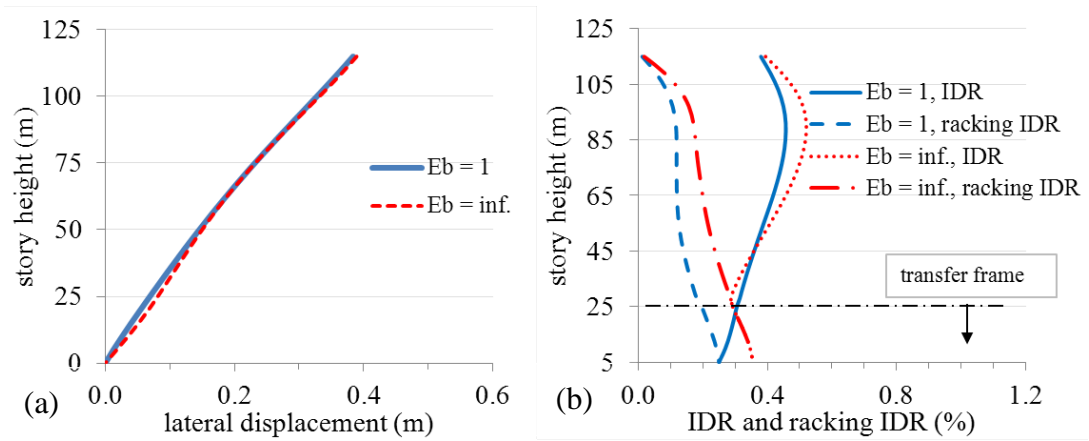 125
100
75
50
25
0
story height (m)
0.0 0.2 0.4 0.6
lateral displacement (m)
(a)
Eb = 1
Eb = inf.
125
105
85
65
45
25
5
story height (m)
0.0 0.4 0.8 1.2
IDR and racking IDR (%)
(b)
Eb = 1, IDR
Eb = 1, racking IDR
Eb = inf., IDR
Eb = inf., racking IDR
transfer frame